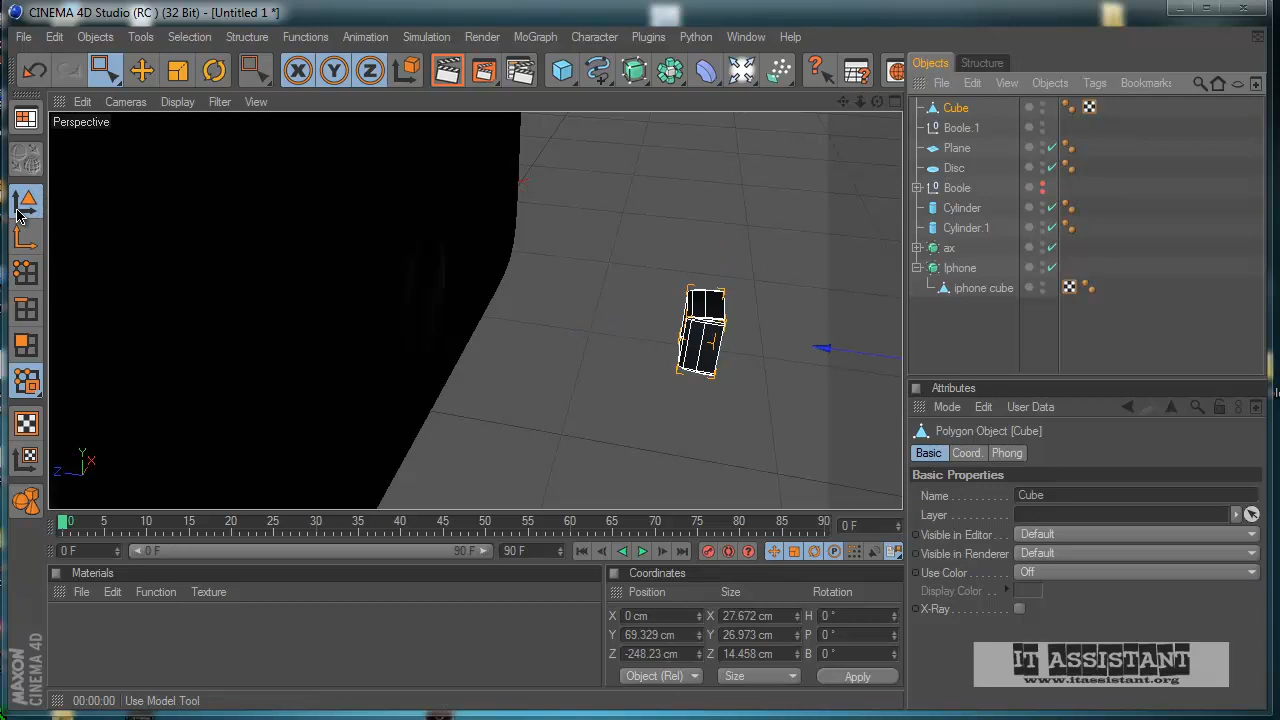 CINEMA 4D Studio (RC ) (32 Bit) - [Untitled 1 *]
File Edit Objects Tools Selection Structure Functions Animation Simulation Render MoGraph Character Plugins Python Window Help
X Y Z
Objects Structure
File Edit View Objects Tags Bookmarks
Edit Cameras Display Filter View
Perspective
Cube
Boole.1
Plane
Disc
Boole
Cylinder
Cylinder.1
ax
Iphone
iphone cube
Y
X
Z
Attributes
Mode Edit User Data
Polygon Object [Cube]
Basic Coord. Phong
Basic Properties
Name Cube
Layer
Visible in Editor Default
Visible in Renderer Default
Use Color Off
Display Color
X-Ray
0 5 10 15 20 25 30 35 40 45 50 55 60 65 70 75 80 85 90 0 F
0 F 0 F 90 F 90 F
Materials
File Edit Function Texture
Coordinates
Position Size Rotation
X 0 cm X 27.672 cm H 0 °
Y 69.329 cm Y 26.973 cm P 0 °
Z -248.23 cm Z 14.458 cm B 0 °
Object (Rel) Size Apply
MAXON
CINEMA 4D
00:00:00 Use Model Tool
IT ASSISTANT
www.itassistant.org